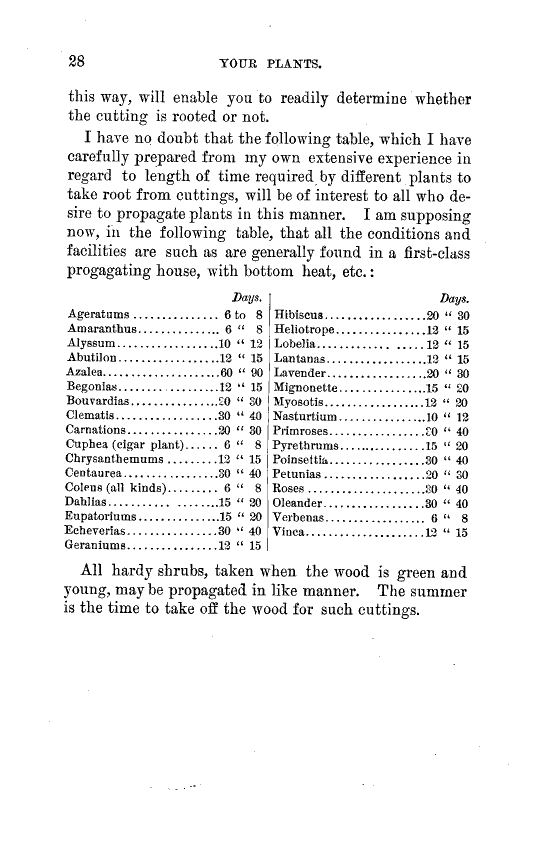 28 YOUR PLANTS.
this way, will enable you to readily determine whether
the cutting is rooted or not.
I have no doubt that the following table, which I have
carefully prepared from my own extensive experience in
regard to length of time required by different plants to
take root from cuttings, will be of interest to all who de-
sire to propagate plants in this manner. I am supposing
now, in the following table, that all the conditions and
facilities are such as are generally found in a first-class
progagating house, with bottom heat, etc.:
Days.
Ageratums ............... 6 to 8
Amaranthus.............. 6 “ 8
Alyssum.................10 “ 12
Abutilon.................12 “ 15
Azalea...................60 “ 90
Begonias.................12 “ 15
Bouvardias...............20 “ 30
Clematis.................30 “ 40
Carnations...............20 “ 30
Cuphea (cigar plant)...... 6 “ 8
Chrysanthemums .........12 “ 15
Centaurea................30 “ 40
Coleus (all kinds)......... 6 “ 8
Dahlias.......... .......15 “ 20
Eupatoriums..............15 “ 20
Echeverias................30 “ 40
Geraniums................12 “ 15
Days.
Hibiscus..................20 “ 30
Heliotrope................12 “ 15
Lobelia............. .....12 “ 15
Lantanas.................12 “ 15
Lavender.................20 “ 30
Mignonette...............15 “ 20
Myosotis.................12 “ 20
Nasturtium...............10 “ 12
Primroses.................30 “ 40
Pyrethrums...............15 “ 20
Poinsettia.................30 “ 40
Petunias ..................20 “ 30
Roses ....................30 “ 40
Oleander..................30 “ 40
Verbenas................. 6 “ 8
Vinca.....................12 “ 15
All hardy shrubs, taken when the wood is green and
young, may be propagated in like manner. The summer
is the time to take off the wood for such cuttings.